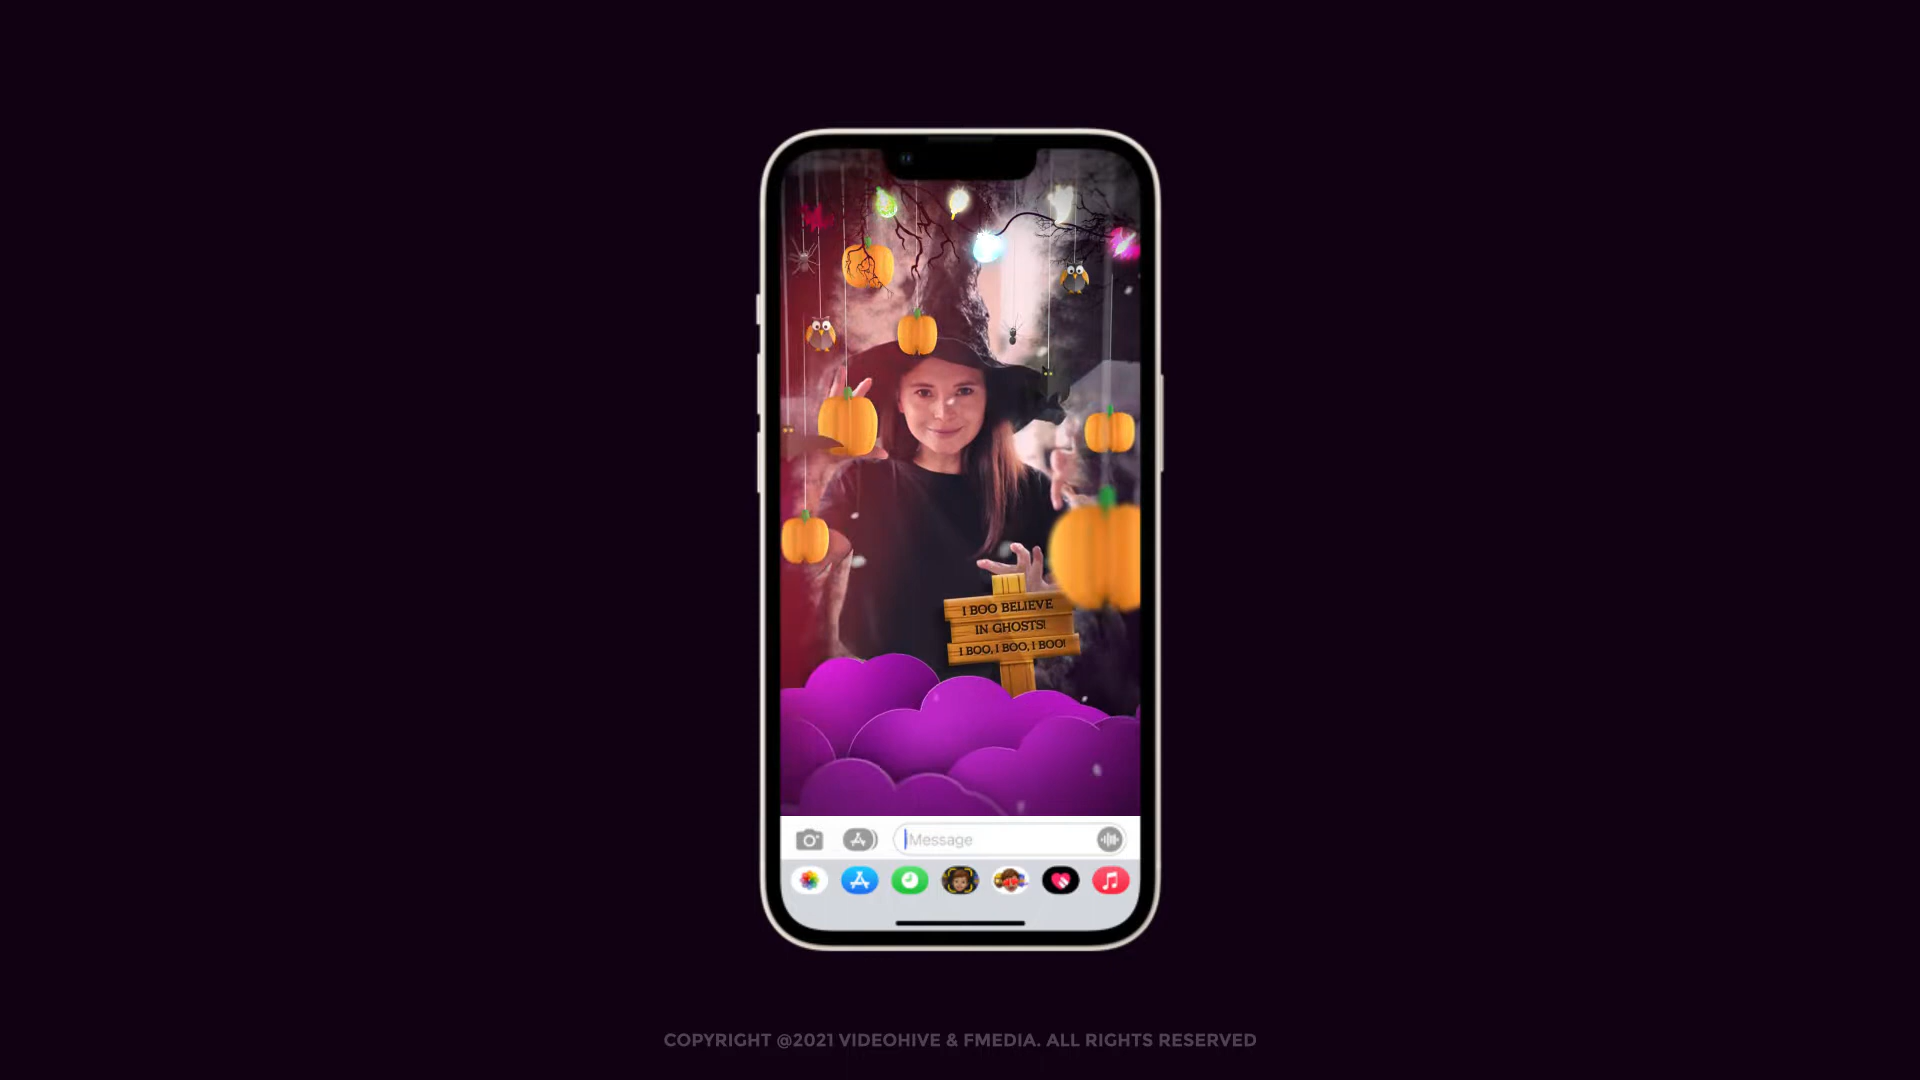 I BOO BELIEVE
IN GHOSTS!
I BOO, I BOO, I BOO!
Message
COPYRIGHT @2021 VIDEOHIVE & FMEDIA. ALL RIGHTS RESERVED